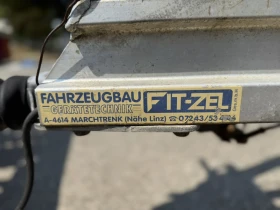 FAHRZEUGBAU FIT-ZEL
GERÄTETECHNIK
A-4614 MARCHTRENK (Nähe Linz) ☎ 07243/53